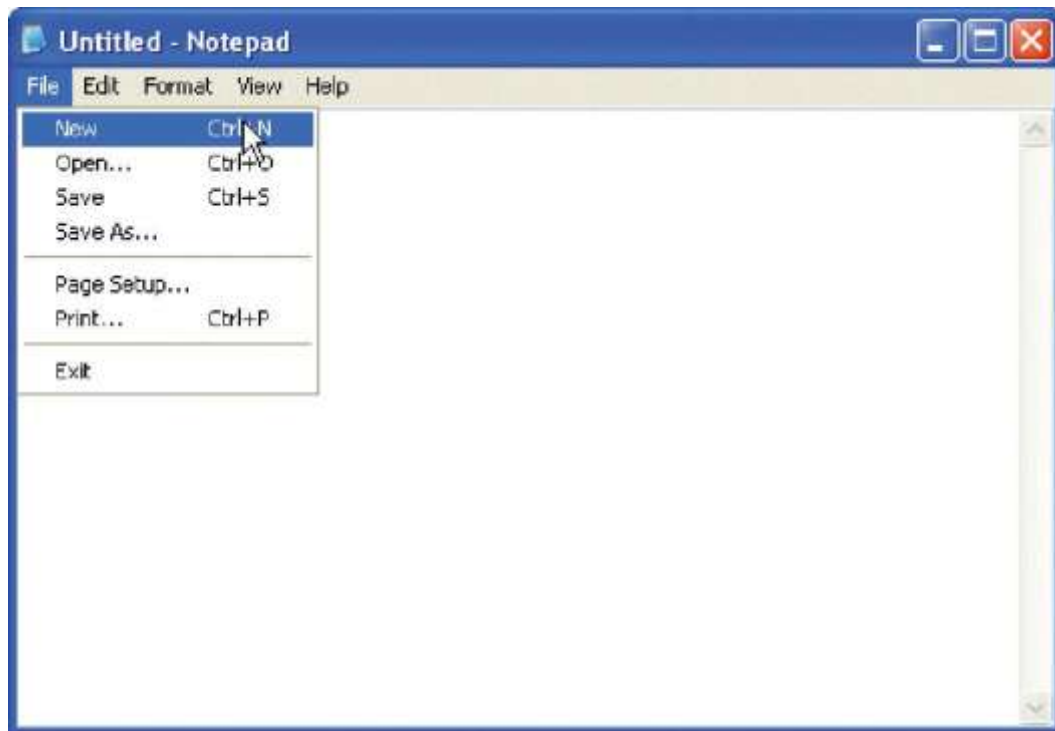 Untitled - Notepad
File Edit Format View Help
New Ctrl+N
Open... Ctrl+O
Save Ctrl+S
Save As...
Page Setup...
Print... Ctrl+P
Exit